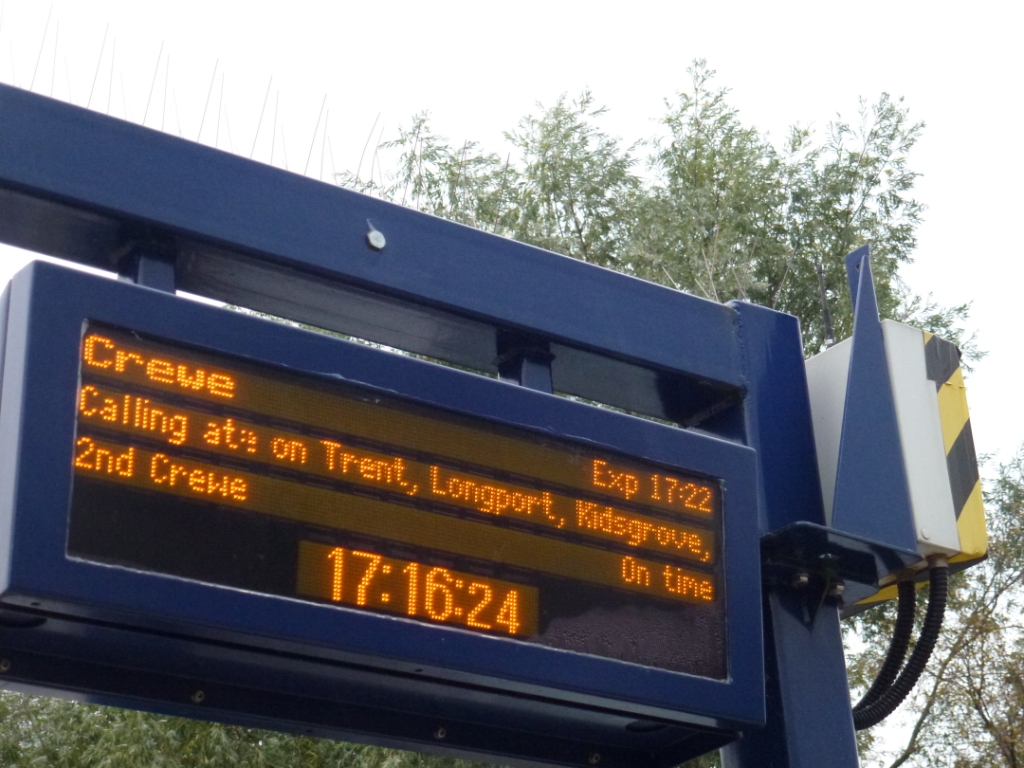 Crewe Exp 17:22
Calling at: on Trent, Longport, Kidsgrove,
2nd Crewe On time
17:16:24